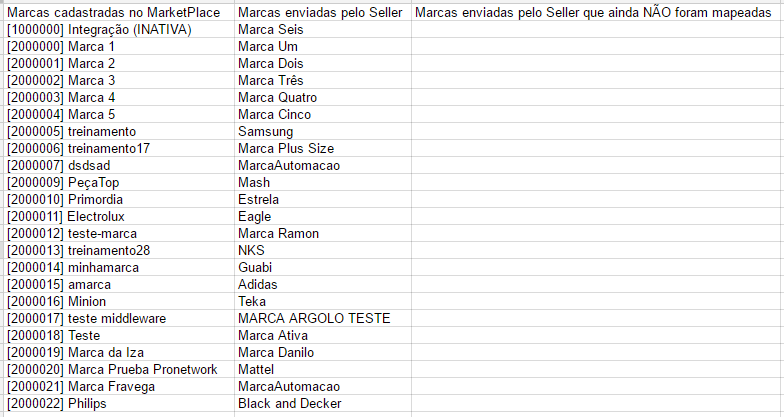 Marcas cadastradas no MarketPlace Marcas enviadas pelo Seller Marcas enviadas pelo Seller que ainda NÃO foram mapeadas
[1000000] Integração (INATIVA) Marca Seis
[2000000] Marca 1 Marca Um
[2000001] Marca 2 Marca Dois
[2000002] Marca 3 Marca Três
[2000003] Marca 4 Marca Quatro
[2000004] Marca 5 Marca Cinco
[2000005] treinamento Samsung
[2000006] treinamento17 Marca Plus Size
[2000007] dsdsad MarcaAutomacao
[2000009] PeçaTop Mash
[2000010] Primordia Estrela
[2000011] Electrolux Eagle
[2000012] teste-marca Marca Ramon
[2000013] treinamento28 NKS
[2000014] minhamarca Guabi
[2000015] amarca Adidas
[2000016] Minion Teka
[2000017] teste middleware MARCA ARGOLO TESTE
[2000018] Teste Marca Ativa
[2000019] Marca da Iza Marca Danilo
[2000020] Marca Prueba Pronetwork Mattel
[2000021] Marca Fravega MarcaAutomacao
[2000022] Philips Black and Decker